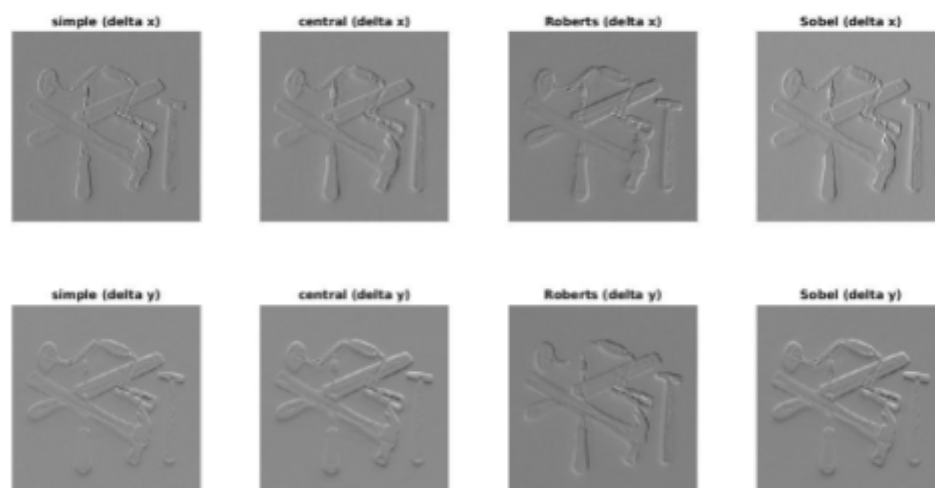 simple (delta x)
central (delta x)
Roberts (delta x)
Sobel (delta x)
simple (delta y)
central (delta y)
Roberts (delta y)
Sobel (delta y)